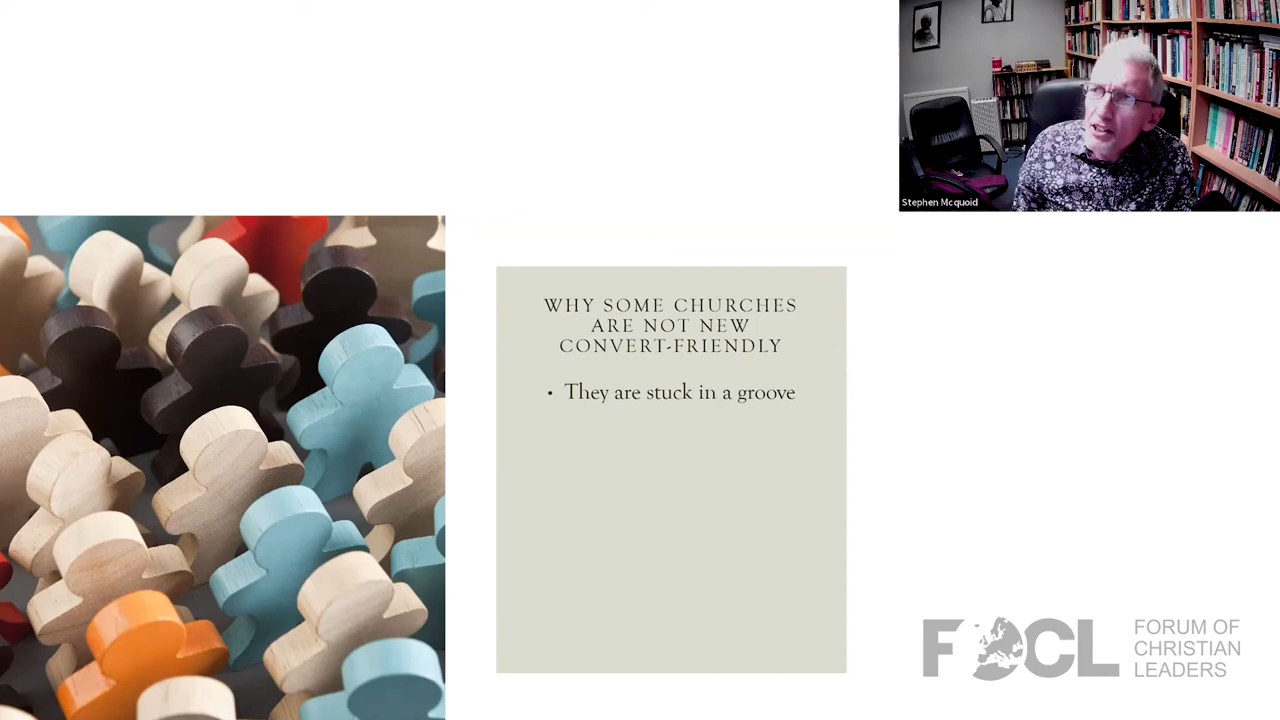 Stephen Mcquoid
WHY SOME CHURCHES
ARE NOT NEW
CONVERT-FRIENDLY
• They are stuck in a groove
FOCL
FORUM OF
CHRISTIAN
LEADERS